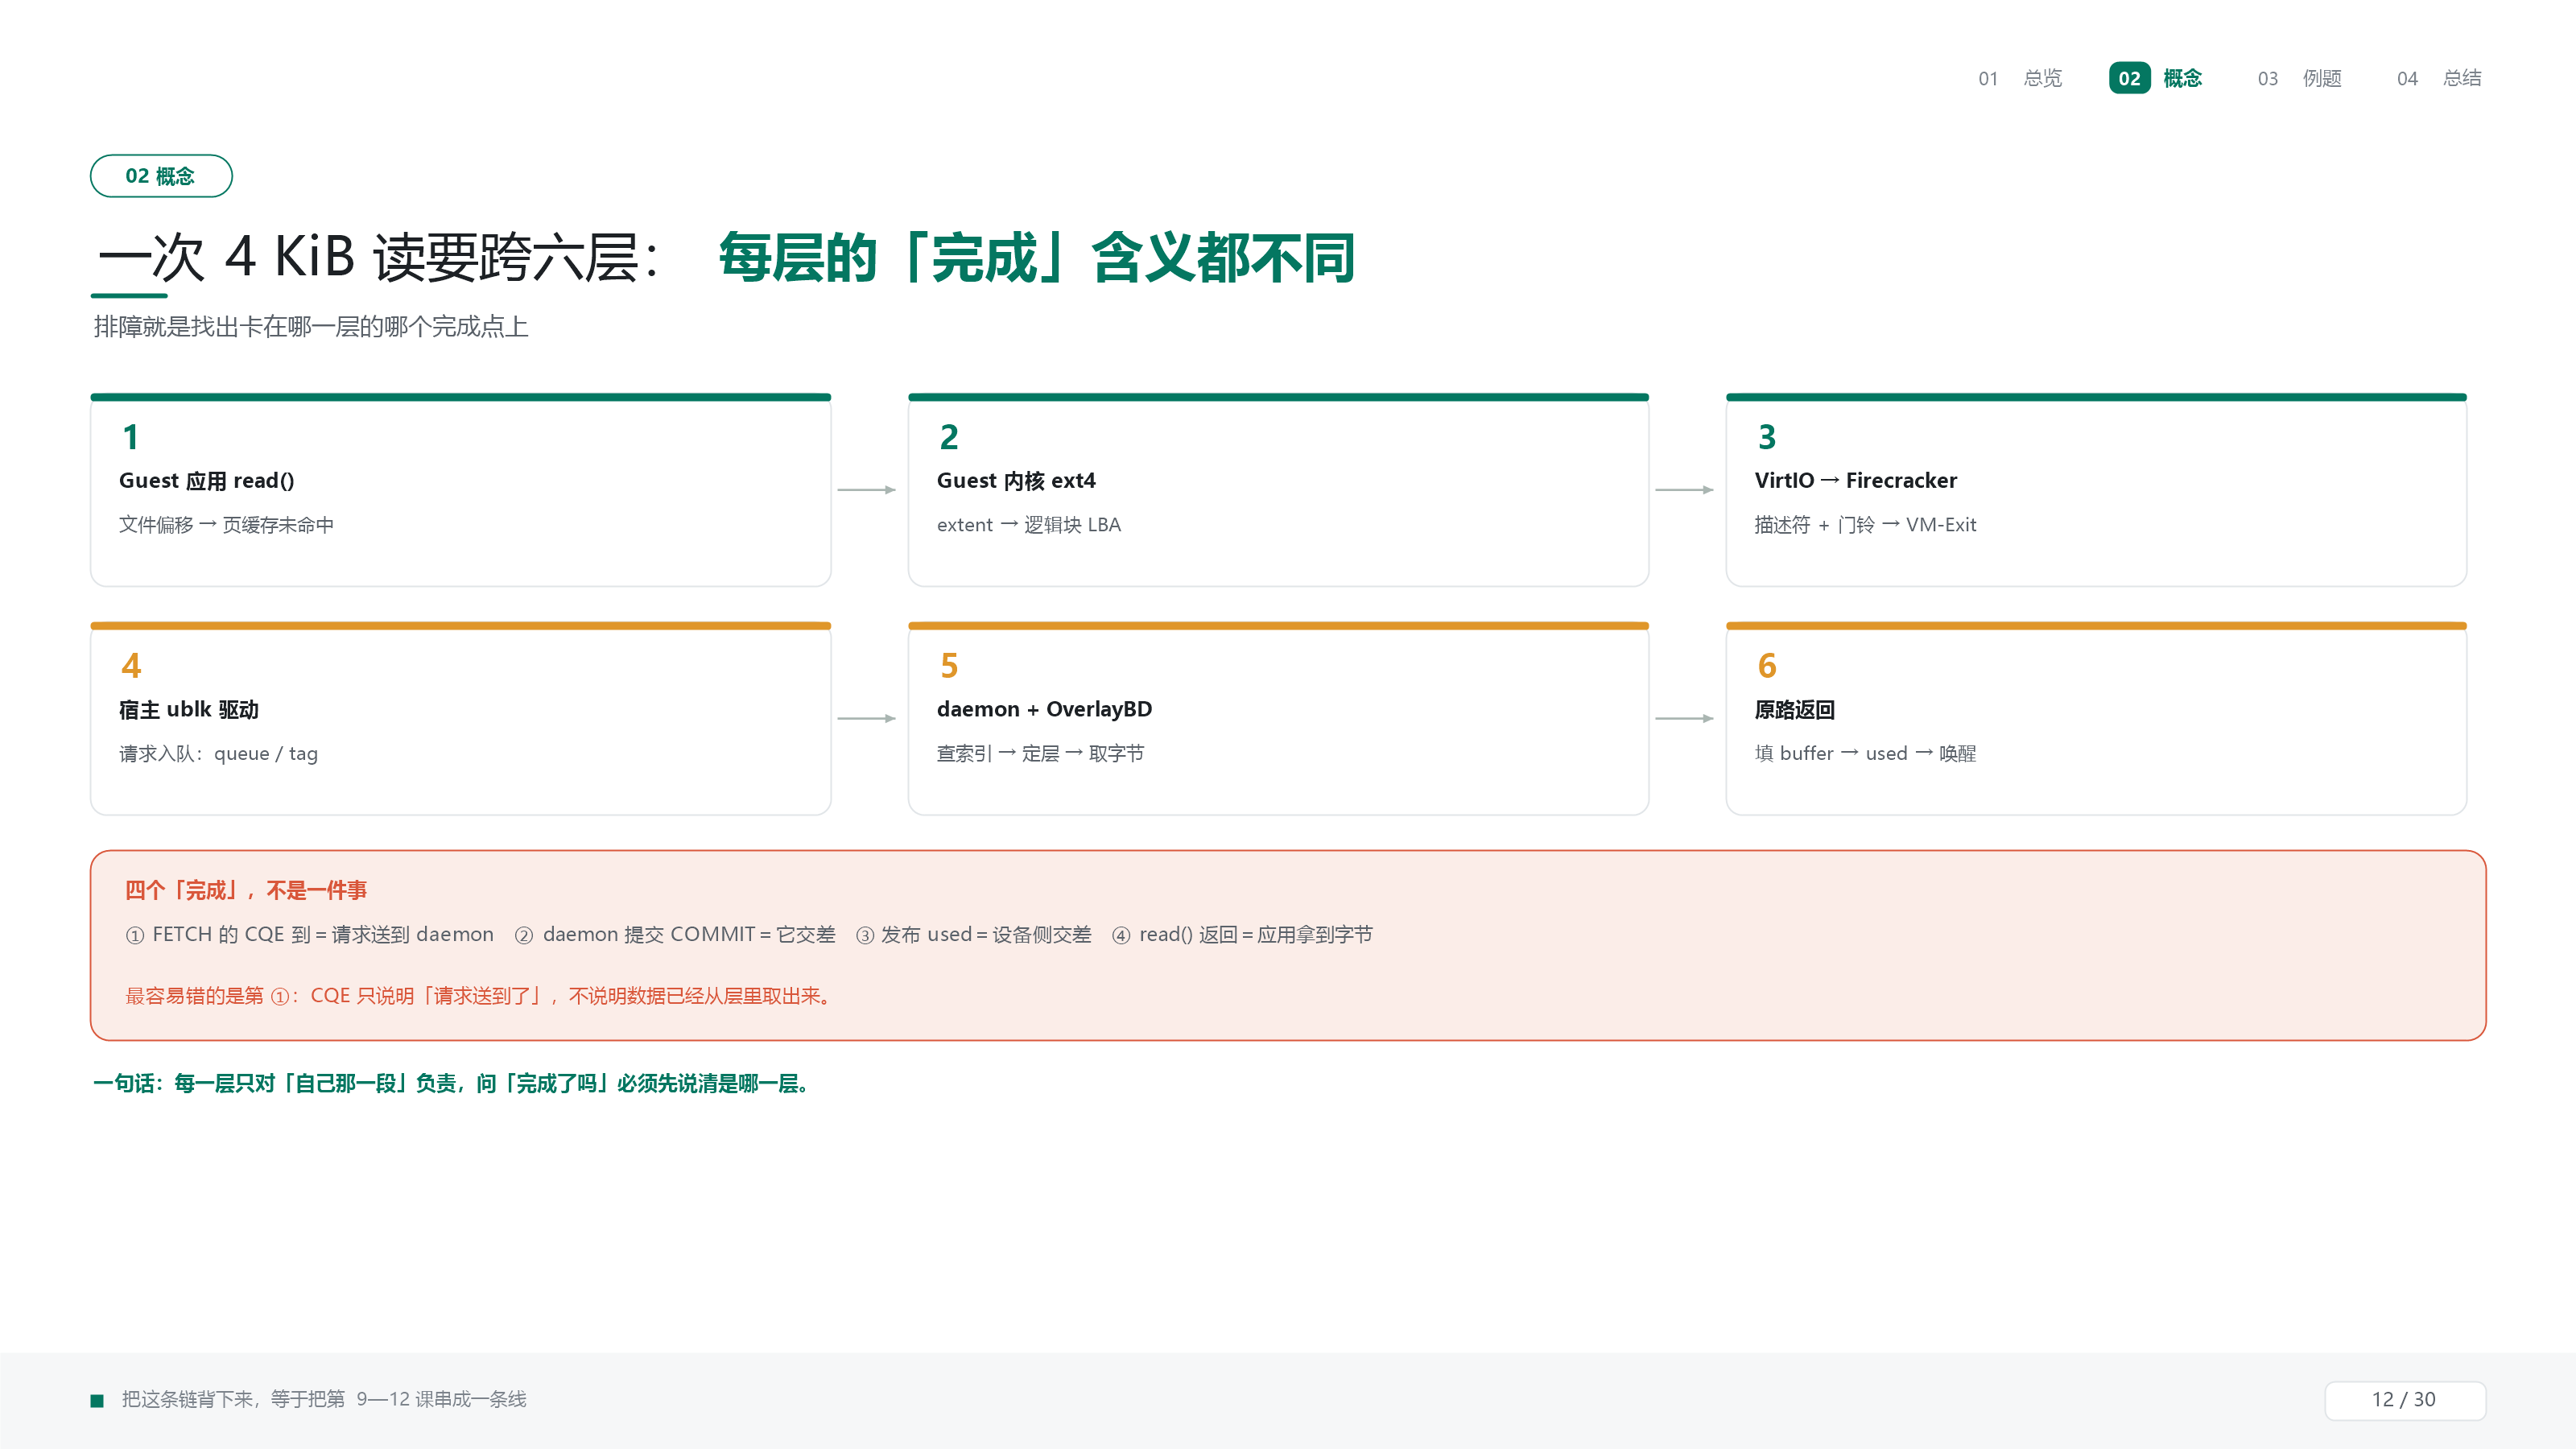 01 总览 02 概念 03 例题 04 总结
02 概念
一次 4 KiB 读要跨六层： 每层的「完成」含义都不同
排障就是找出卡在哪一层的哪个完成点上
1
Guest 应用 read()
文件偏移 → 页缓存未命中
2
Guest 内核 ext4
extent → 逻辑块 LBA
3
VirtIO → Firecracker
描述符 + 门铃 → VM-Exit
4
宿主 ublk 驱动
请求入队：queue / tag
5
daemon + OverlayBD
查索引 → 定层 → 取字节
6
原路返回
填 buffer → used → 唤醒
四个「完成」，不是一件事
① FETCH 的 CQE 到 = 请求送到 daemon ② daemon 提交 COMMIT = 它交差 ③ 发布 used = 设备侧交差 ④ read() 返回 = 应用拿到字节
最容易错的是第 ①：CQE 只说明「请求送到了」，不说明数据已经从层里取出来。
一句话：每一层只对「自己那一段」负责，问「完成了吗」必须先说清是哪一层。
把这条链背下来，等于把第 9—12 课串成一条线
12 / 30